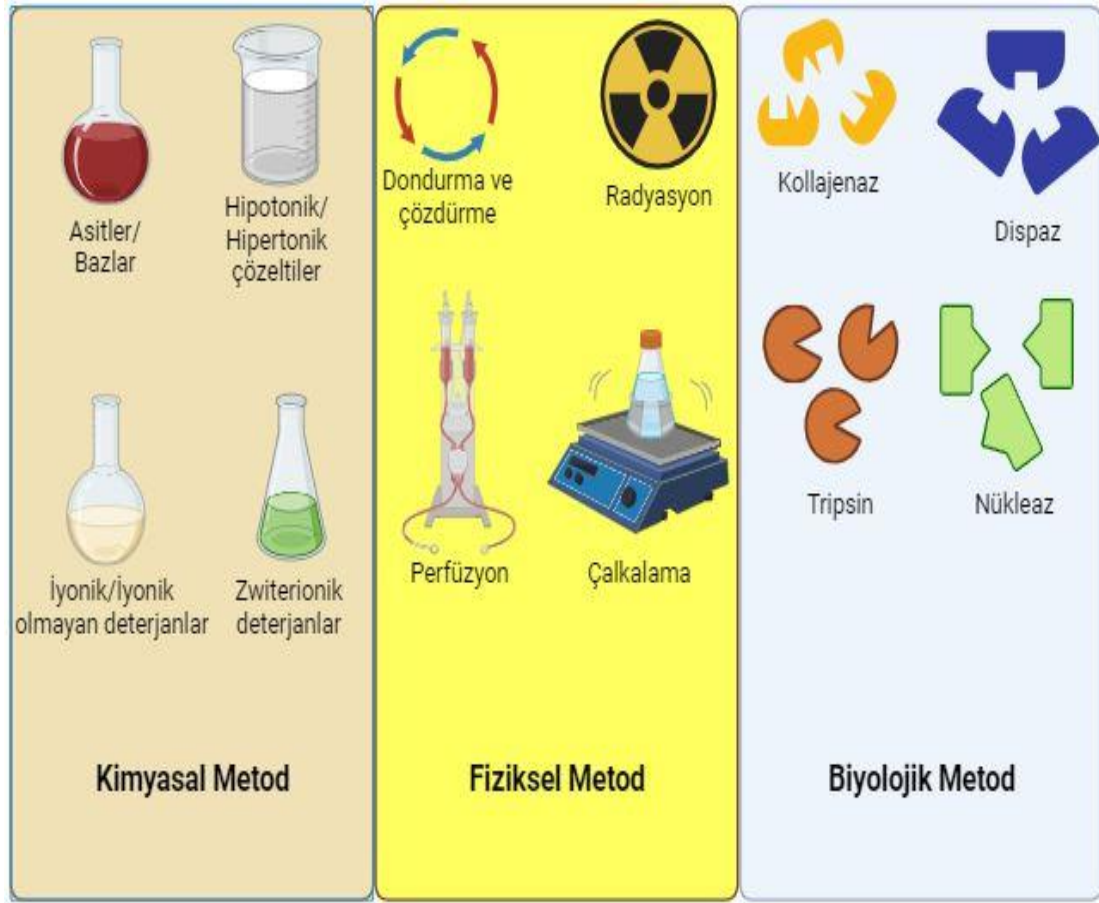 Asitler/
Bazlar
Hipotonik/
Hipertonik
çözeltiler
İyonik/İyonik
olmayan deterjanlar
Zwiterionik
deterjanlar
Kimyasal Metod
Dondurma ve
çözdürme
Radyasyon
Perfüzyon
Çalkalama
Fiziksel Metod
Kollajenaz
Dispaz
Tripsin
Nükleaz
Biyolojik Metod